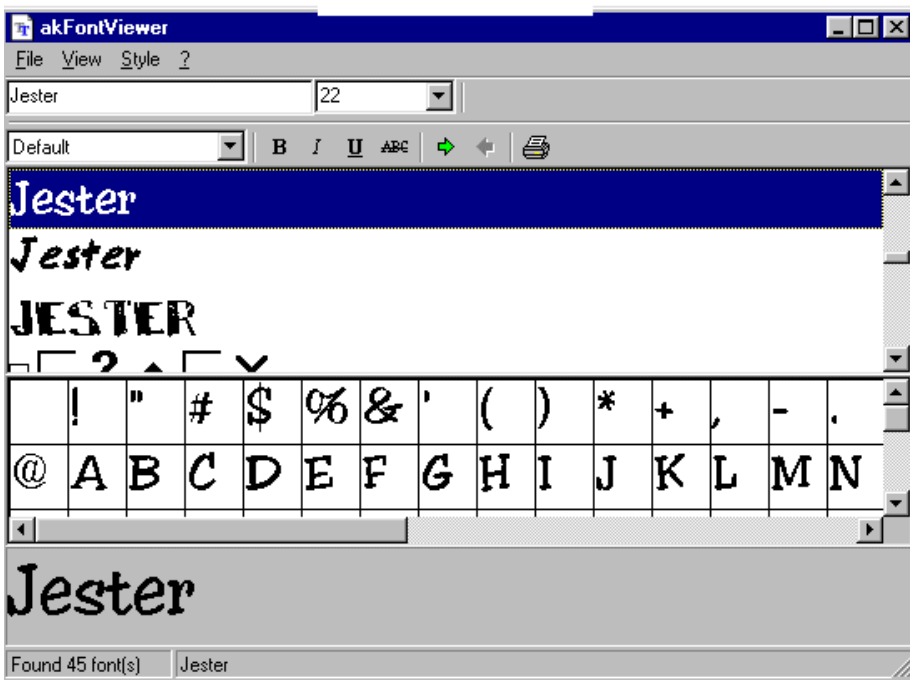 akFontViewer
File View Style ?
Jester 22
Default B I U ABC
Jester
Jester
JESTER
! " # $ % & ' ( ) * + , - .
@ A B C D E F G H I J K L M N
Jester
Found 45 font(s) Jester